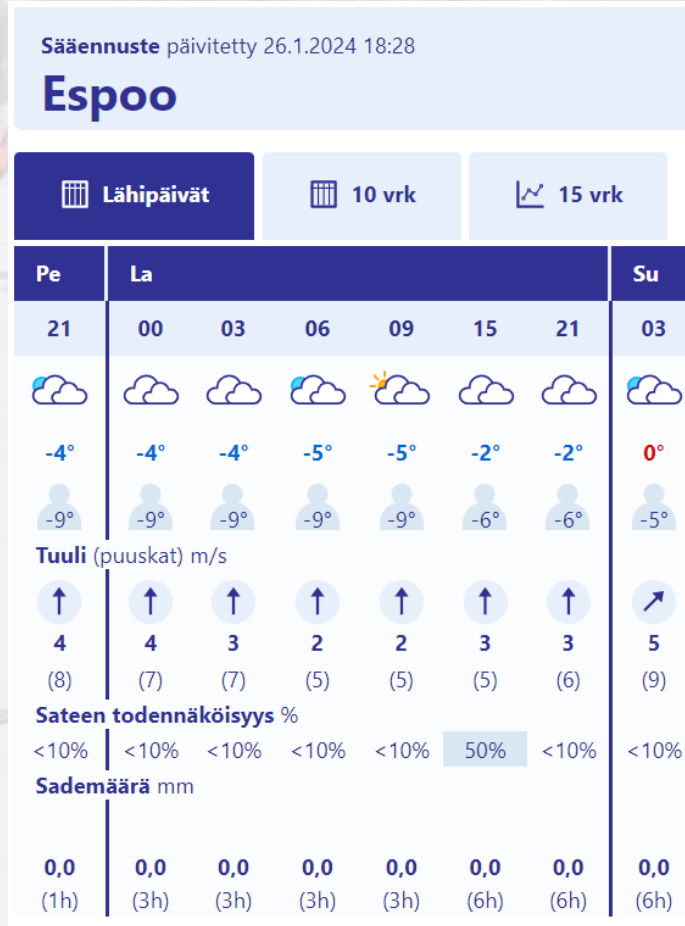 Sääennuste päivitetty 26.1.2024 18:28
Espoo
Lähipäivät 10 vrk 15 vrk
Pe La Su
21 00 03 06 09 15 21 03
-4° -4° -4° -5° -5° -2° -2° 0°
-9° -9° -9° -9° -9° -6° -6° -5°
Tuuli (puuskat) m/s
4 4 3 2 2 3 3 5
(8) (7) (7) (5) (5) (5) (6) (9)
Sateen todennäköisyys %
<10% <10% <10% <10% <10% 50% <10% <10%
Sademäärä mm
0,0 0,0 0,0 0,0 0,0 0,0 0,0 0,0
(1h) (3h) (3h) (3h) (3h) (6h) (6h) (6h)